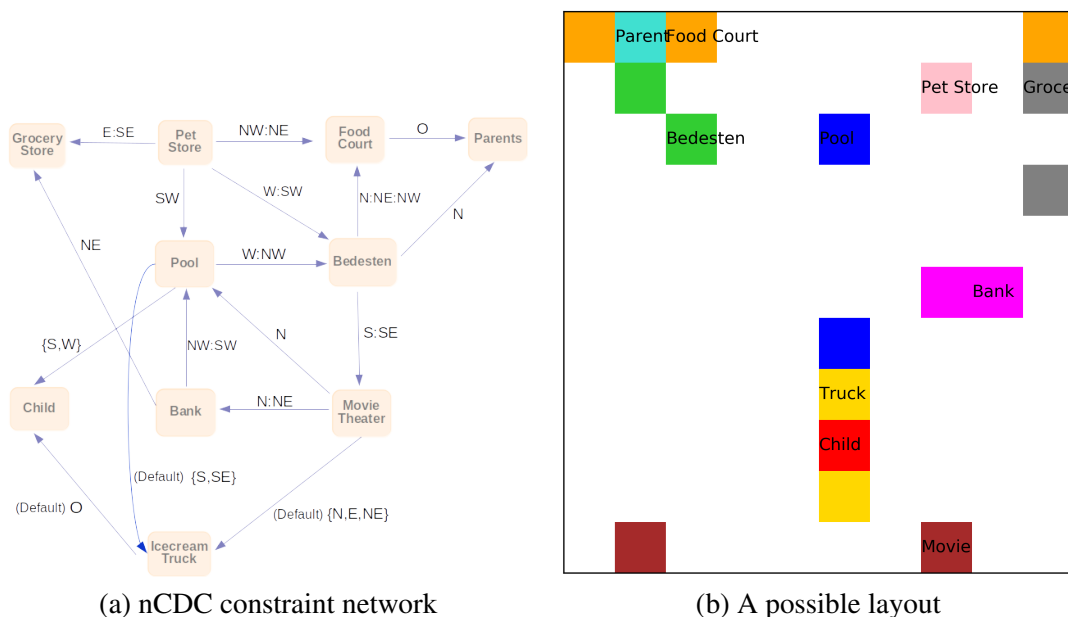 E:SE
NW:NE
O
Grocery
Store
Pet
Store
Food
Court
Parents
SW
W:SW
N:NE:NW
N
NE
Pool
W:NW
Bedesten
{S,W}
NW:SW
N
S:SE
Child
Bank
N:NE
Movie
Theater
(Default) {S,SE}
(Default) O
(Default) {N,E,NE}
Icecream
Truck
(a) nCDC constraint network
Parent
Food Court
Pet Store
Groce
Bedesten
Pool
Bank
Truck
Child
Movie
(b) A possible layout